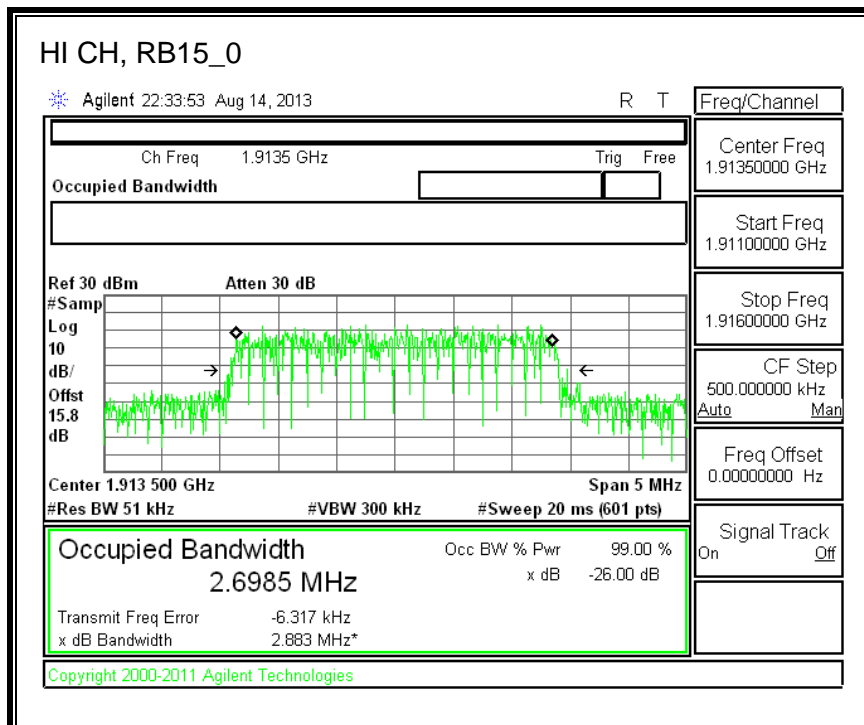 HI CH, RB15_0
Agilent 22:33:53 Aug 14, 2013 R T
Freq/Channel
Ch Freq 1.9135 GHz Trig Free
Occupied Bandwidth
Center Freq
1.91350000 GHz
Start Freq
1.91100000 GHz
Stop Freq
1.91600000 GHz
CF Step
500.000000 kHz
Auto Man
Freq Offset
0.00000000 Hz
Signal Track
On Off
Ref 30 dBm Atten 30 dB
#Samp
Log
10
dB/
Offst
15.8
dB
Center 1.913 500 GHz Span 5 MHz
#Res BW 51 kHz #VBW 300 kHz #Sweep 20 ms (601 pts)
Occupied Bandwidth Occ BW % Pwr 99.00 %
2.6985 MHz x dB -26.00 dB
Transmit Freq Error -6.317 kHz
x dB Bandwidth 2.883 MHz*
Copyright 2000-2011 Agilent Technologies